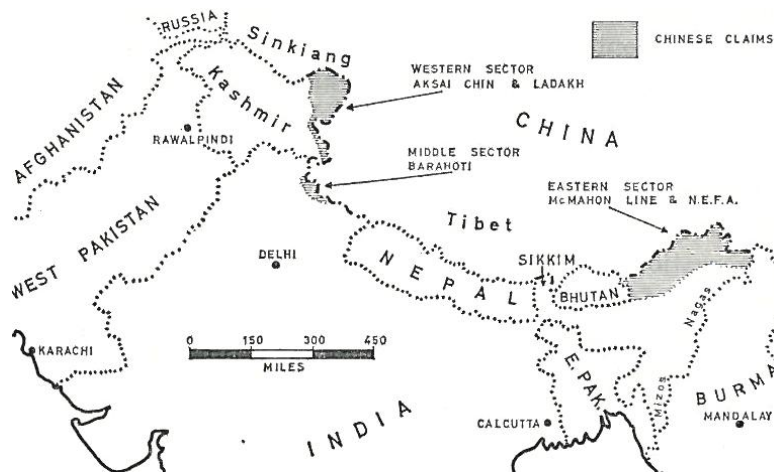 RUSSIA
Sinkiang
CHINESE CLAIMS
Kashmir
WESTERN SECTOR
AKSAI CHIN & LADAKH
AFGHANISTAN
RAWALPINDI
CHINA
MIDDLE SECTOR
BARAHOTI
EASTERN SECTOR
MCMAHON LINE & N.E.F.A.
WEST PAKISTAN
Tibet
DELHI
NEPAL
SIKKIM
BHUTAN
Nagas
KARACHI
0 150 300 450
MILES
E. PAK.
Mizos
BURMA
INDIA
CALCUTTA
MANDALAY